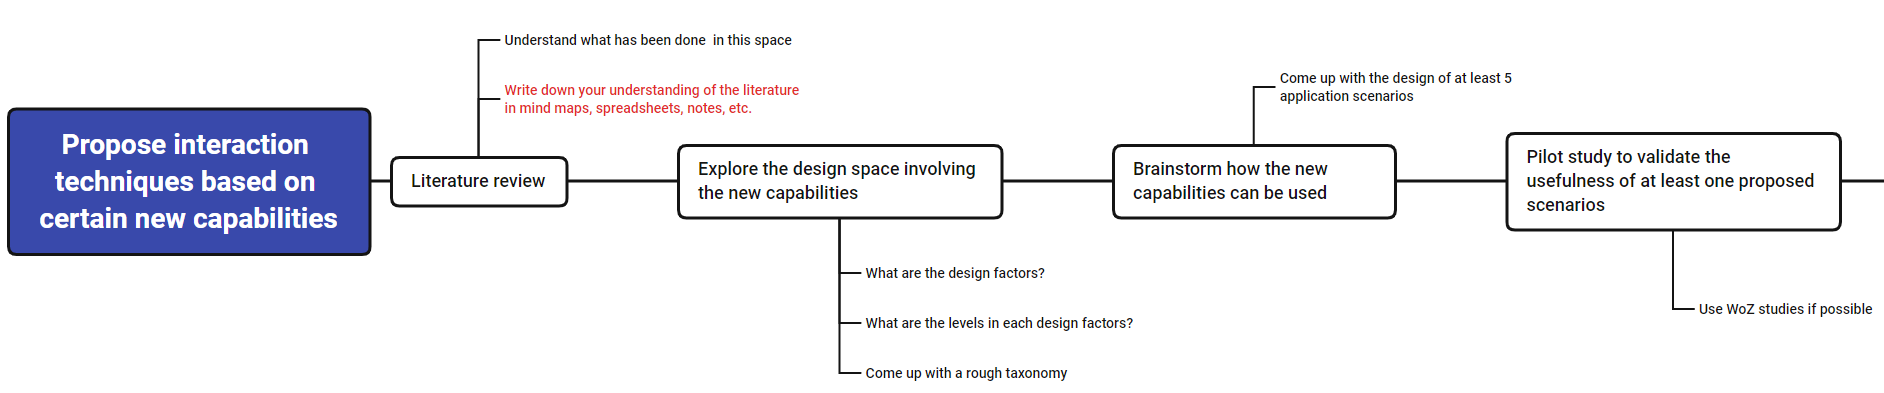 Understand what has been done  in this space
Write down your understanding of the literature
in mind maps, spreadsheets, notes, etc.
Propose interaction
techniques based on
certain new capabilities
Literature review
Explore the design space involving
the new capabilities
What are the design factors?
What are the levels in each design factors?
Come up with a rough taxonomy
Come up with the design of at least 5
application scenarios
Brainstorm how the new
capabilities can be used
Pilot study to validate the
usefulness of at least one proposed
scenarios
Use WoZ studies if possible